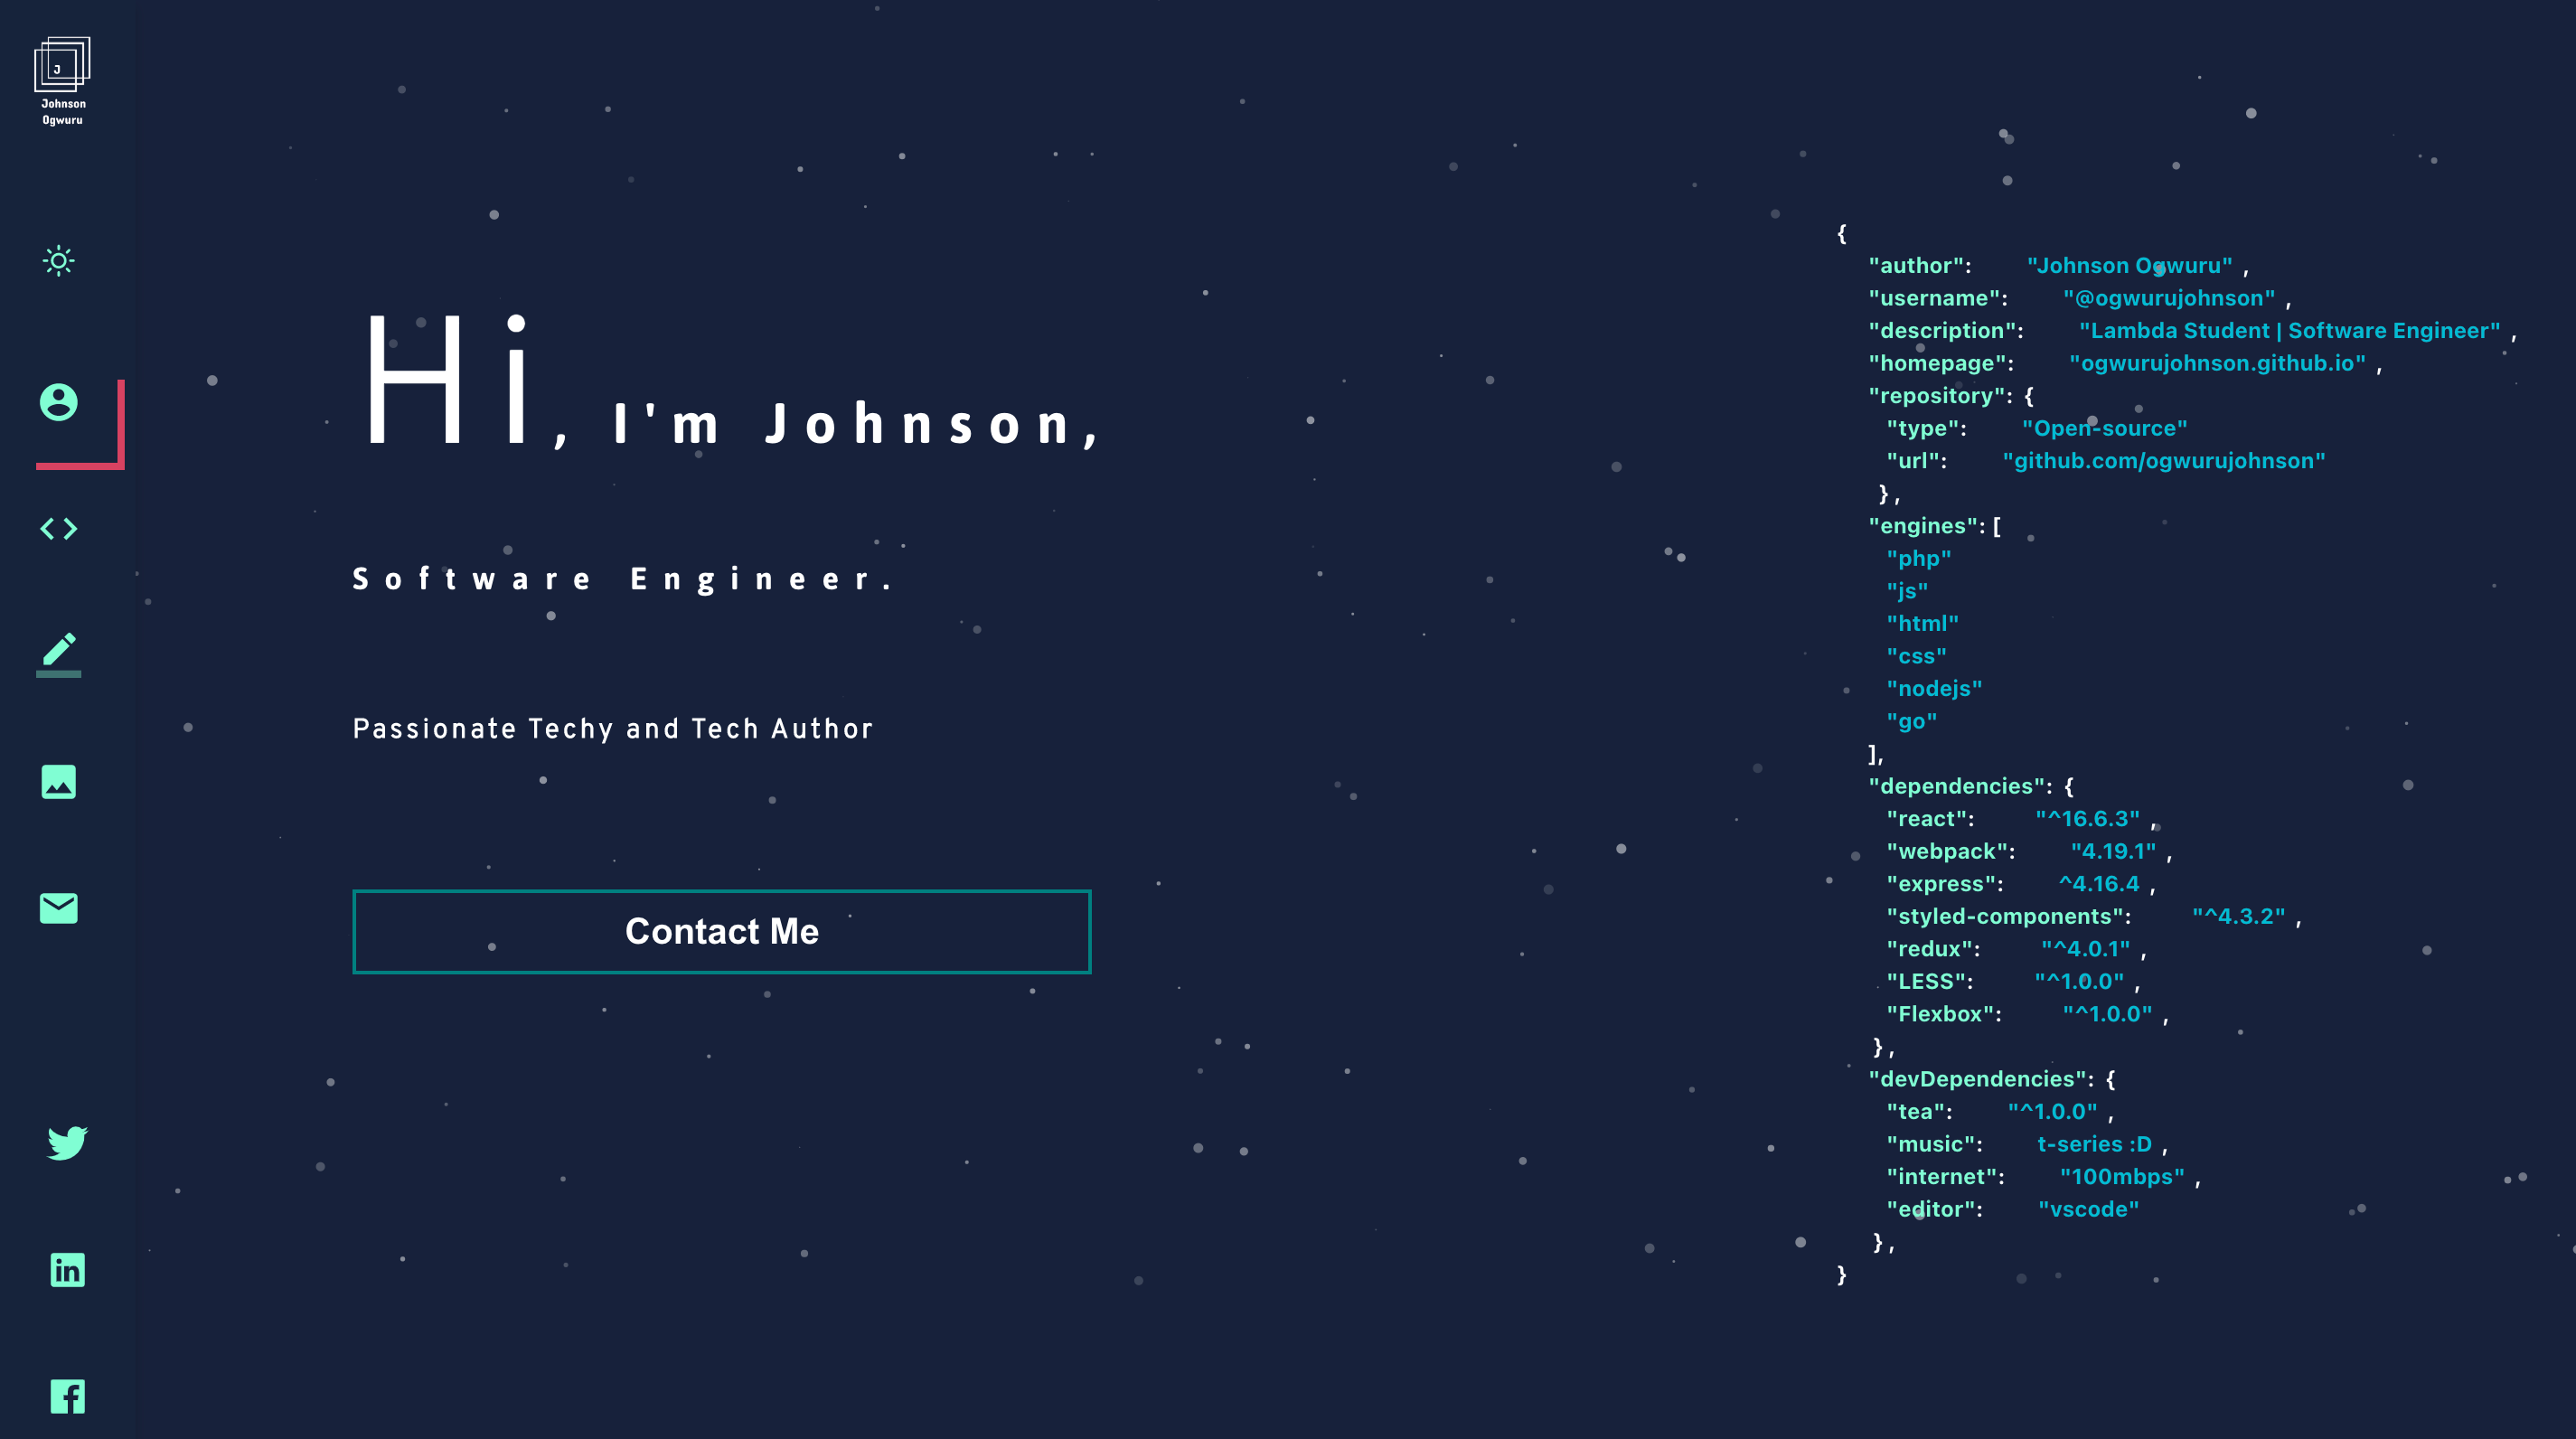 J
Johnson
Ogwuru
Hi, I'm Johnson,
Software Engineer.
Passionate Techy and Tech Author
Contact Me
{
"author": "Johnson Ogwuru" ,
"username": "@ogwurujohnson" ,
"description": "Lambda Student | Software Engineer" ,
"homepage": "ogwurujohnson.github.io" ,
"repository": {
"type": "Open-source"
"url": "github.com/ogwurujohnson"
} ,
"engines": [
"php"
"js"
"html"
"css"
"nodejs"
"go"
],
"dependencies": {
"react": "^16.6.3" ,
"webpack": "4.19.1" ,
"express": ^4.16.4 ,
"styled-components": "^4.3.2" ,
"redux": "^4.0.1" ,
"LESS": "^1.0.0" ,
"Flexbox": "^1.0.0" ,
} ,
"devDependencies": {
"tea": "^1.0.0" ,
"music": t-series :D ,
"internet": "100mbps" ,
"editor": "vscode"
} ,
}
in
f